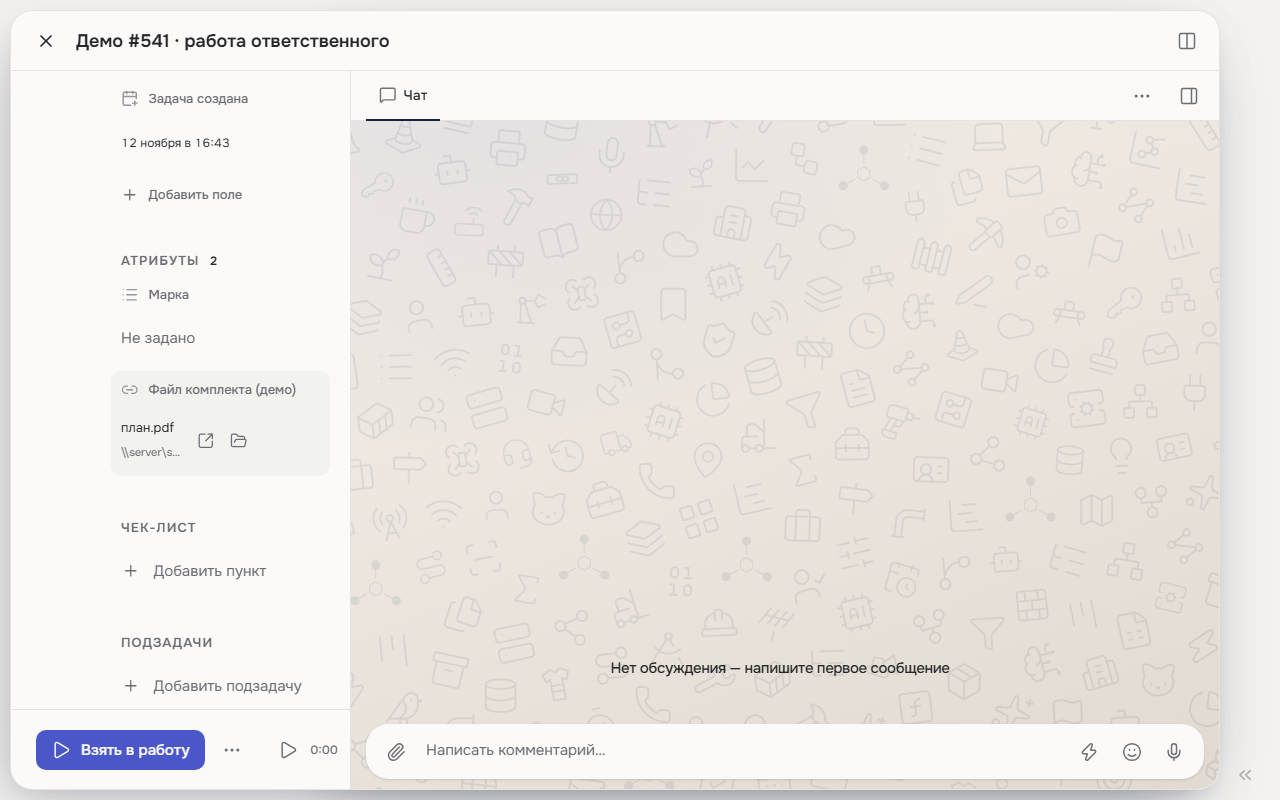 Демо #541 · работа ответственного
Задача создана
12 ноября в 16:43
Добавить поле
АТРИБУТЫ 2
Марка
Не задано
Файл комплекта (демо)
план.pdf
\\server\s...
ЧЕК-ЛИСТ
Добавить пункт
ПОДЗАДАЧИ
Добавить подзадачу
Взять в работу
0:00
Чат
Нет обсуждения — напишите первое сообщение
Написать комментарий...